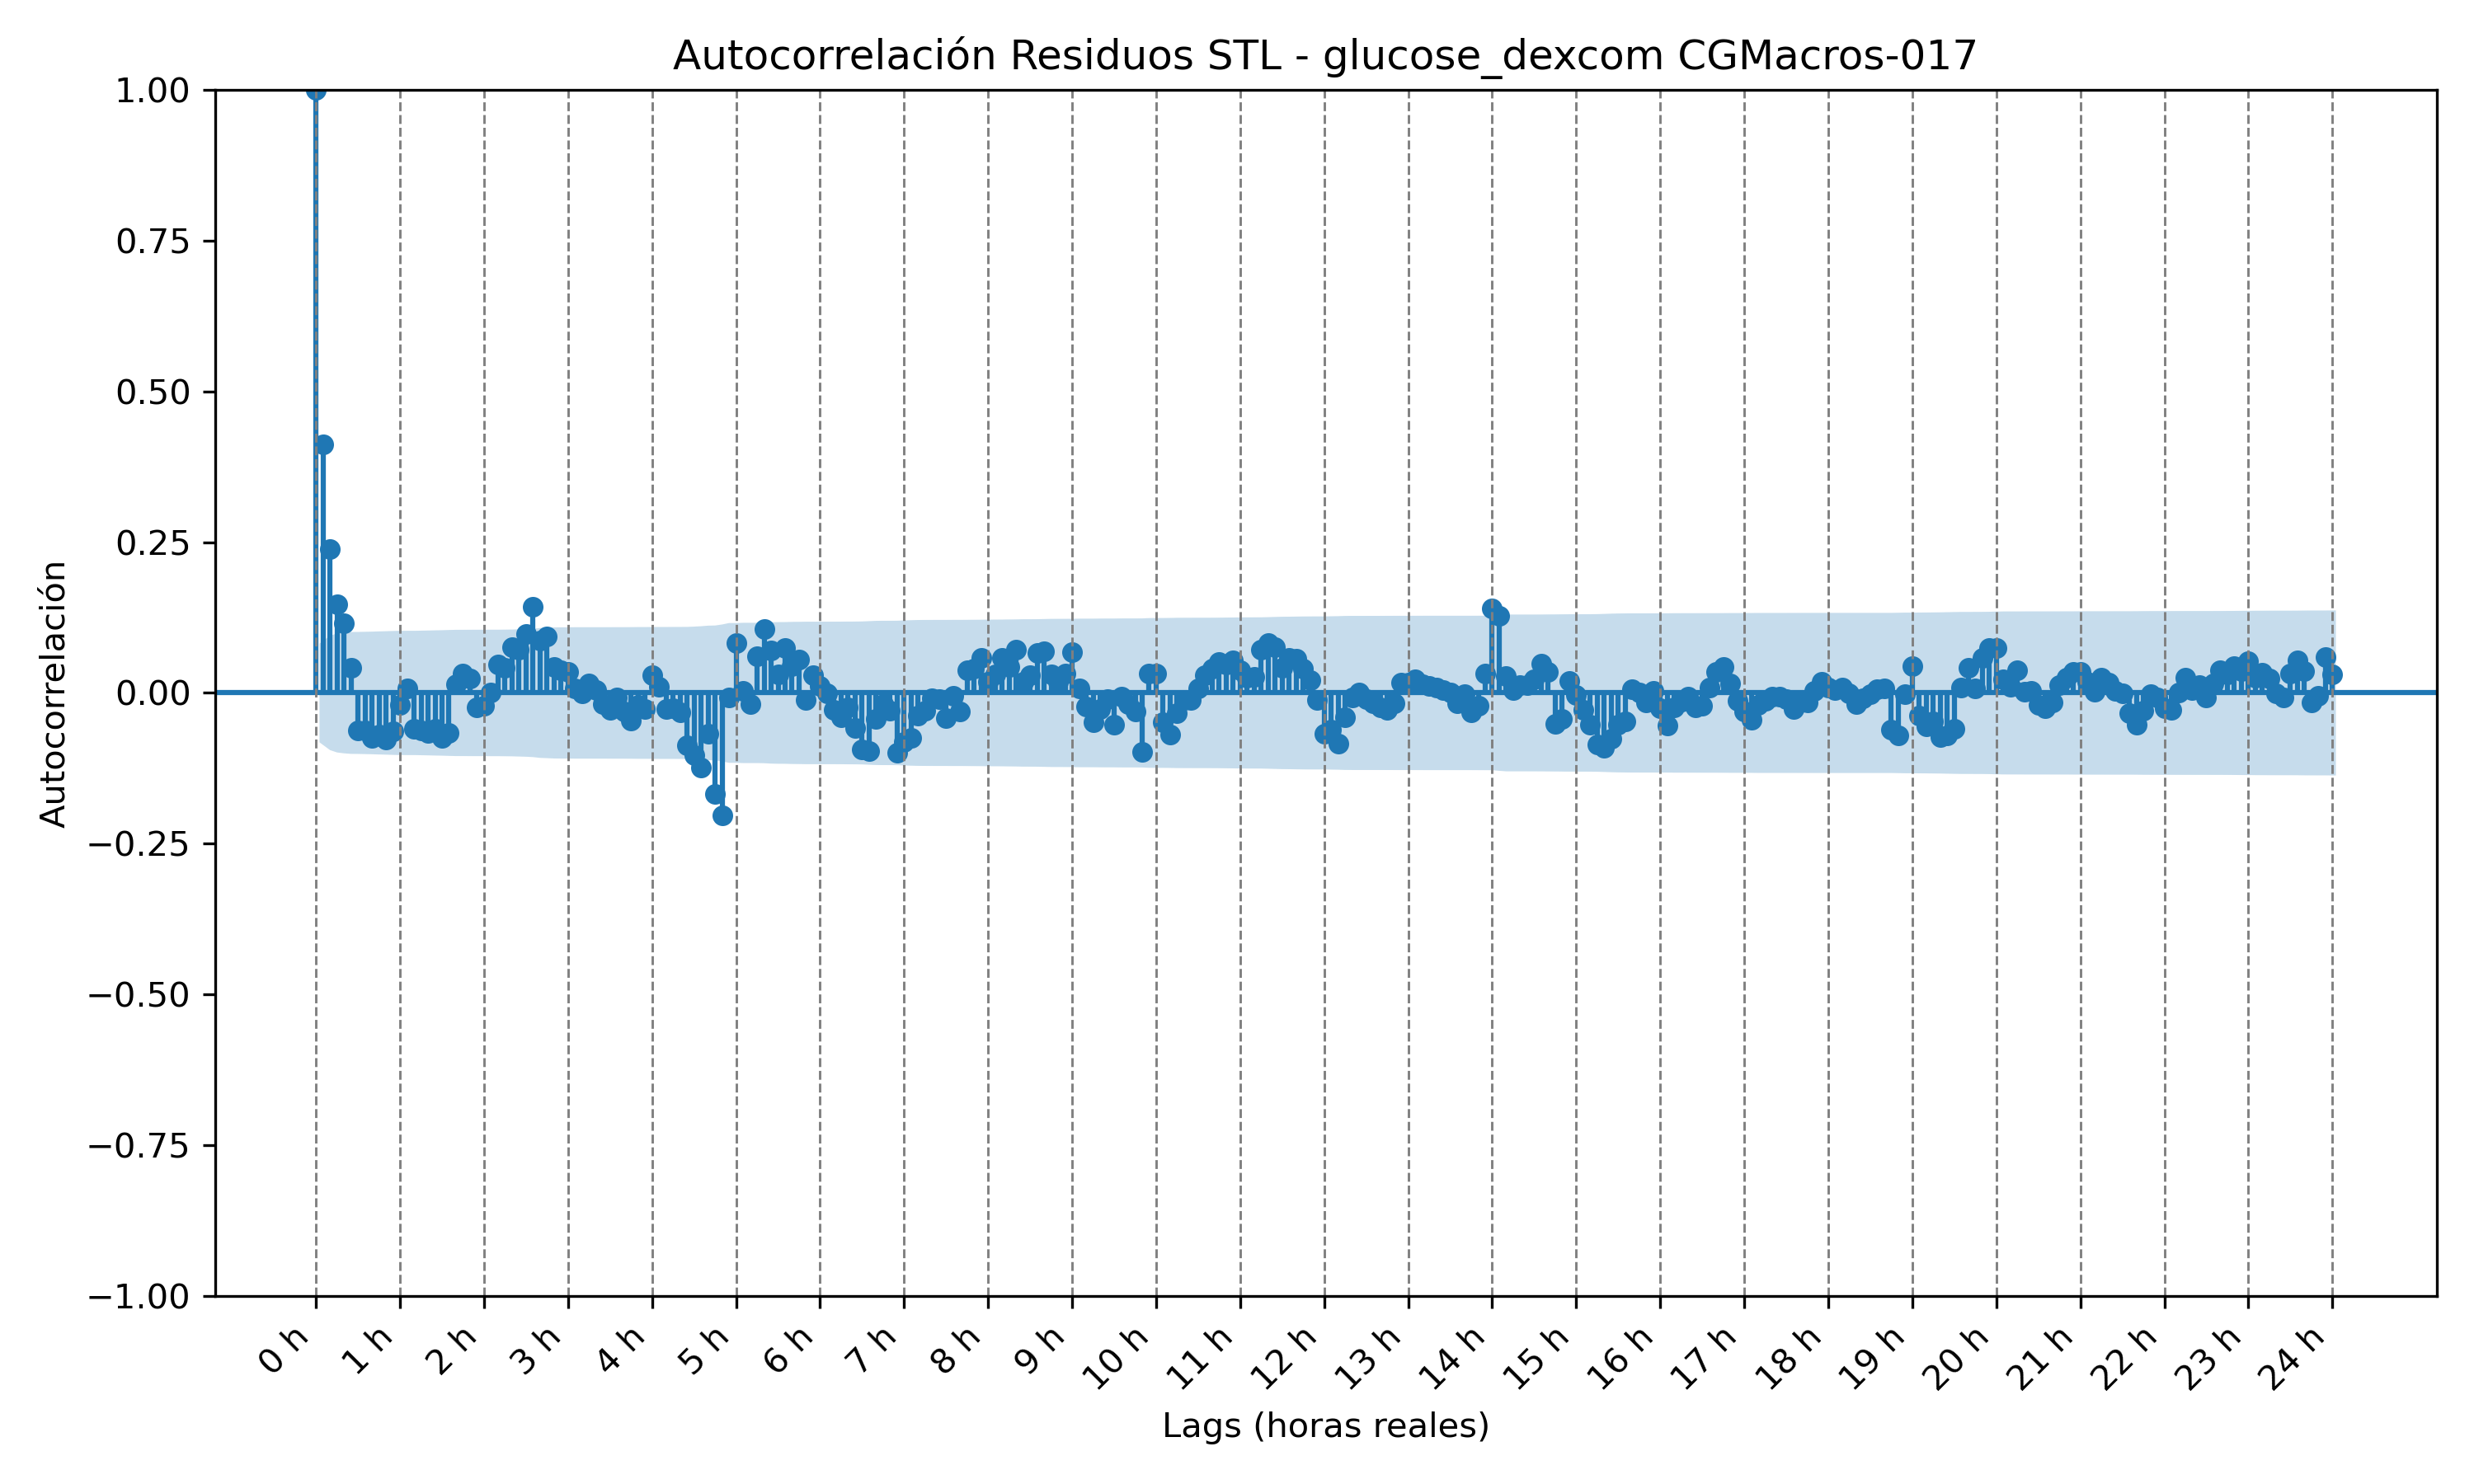 Autocorrelación Residuos STL - glucose_dexcom CGMacros-017
1.00
0.75
0.50
0.25
0.00
−0.25
−0.50
−0.75
−1.00
Autocorrelación
0 h
1 h
2 h
3 h
4 h
5 h
6 h
7 h
8 h
9 h
10 h
11 h
12 h
13 h
14 h
15 h
16 h
17 h
18 h
19 h
20 h
21 h
22 h
23 h
24 h
Lags (horas reales)